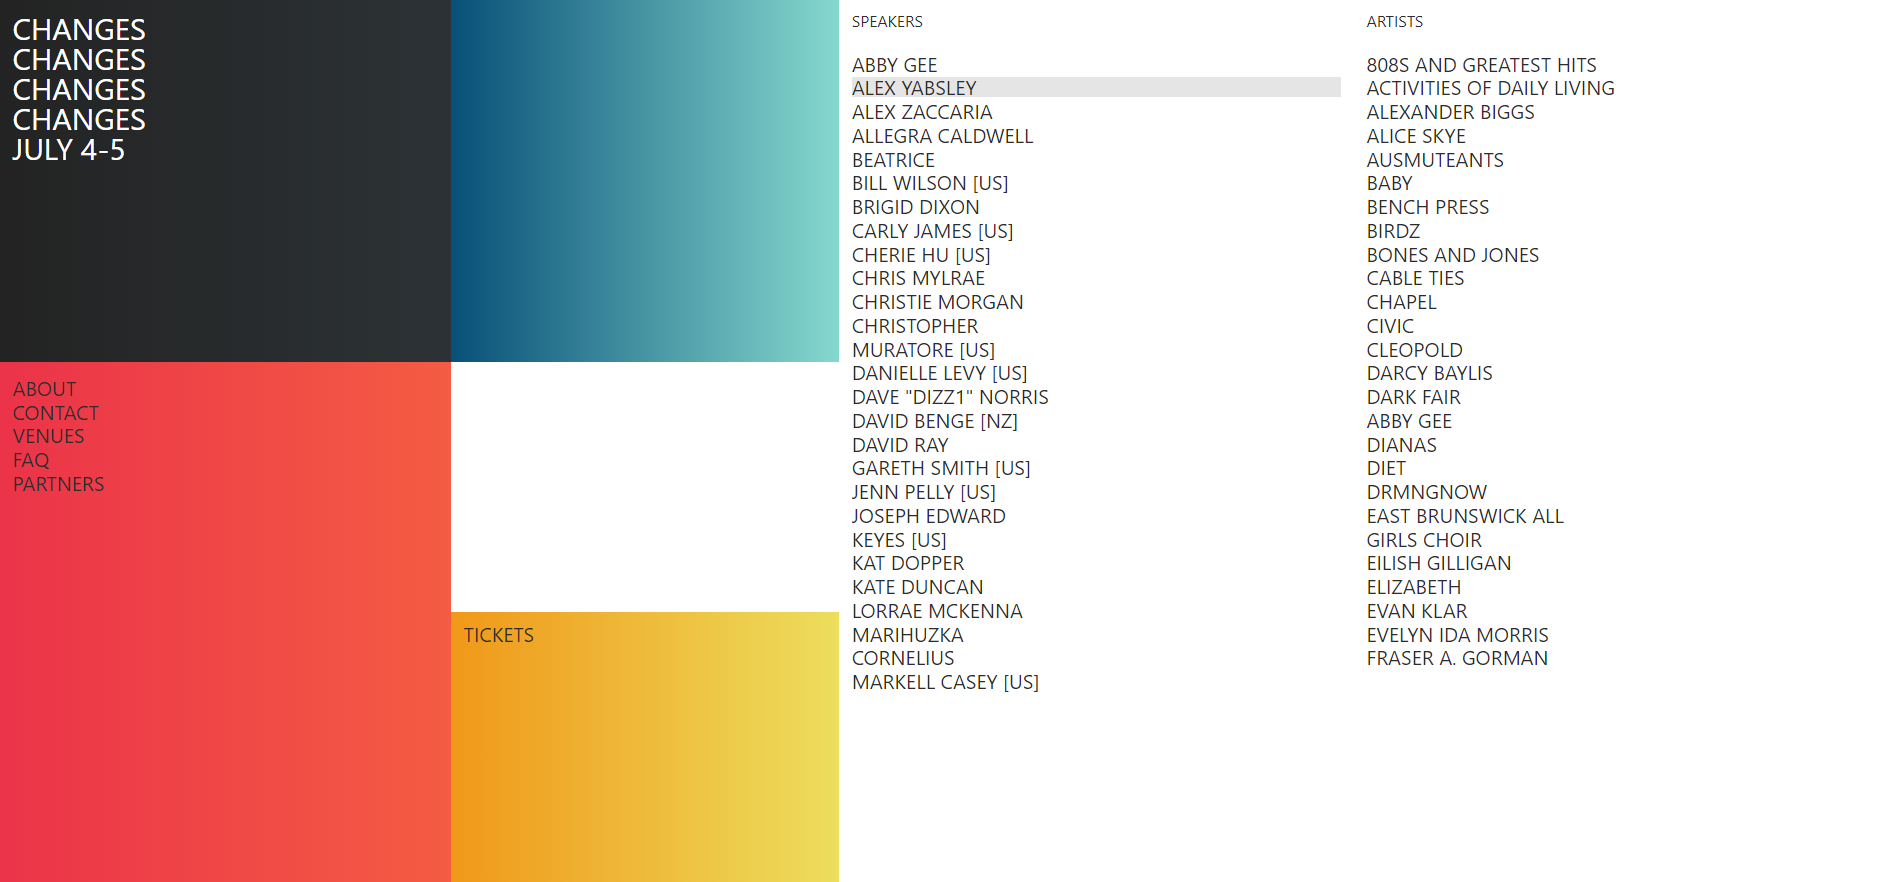 CHANGES
CHANGES
CHANGES
CHANGES
JULY 4-5
ABOUT
CONTACT
VENUES
FAQ
PARTNERS
TICKETS
SPEAKERS
ABBY GEE
ALEX YABSLEY
ALEX ZACCARIA
ALLEGRA CALDWELL
BEATRICE
BILL WILSON [US]
BRIGID DIXON
CARLY JAMES [US]
CHERIE HU [US]
CHRIS MYLRAE
CHRISTIE MORGAN
CHRISTOPHER
MURATORE [US]
DANIELLE LEVY [US]
DAVE "DIZZ1" NORRIS
DAVID BENGE [NZ]
DAVID RAY
GARETH SMITH [US]
JENN PELLY [US]
JOSEPH EDWARD
KEYES [US]
KAT DOPPER
KATE DUNCAN
LORRAE MCKENNA
MARIHUZKA
CORNELIUS
MARKELL CASEY [US]
ARTISTS
808S AND GREATEST HITS
ACTIVITIES OF DAILY LIVING
ALEXANDER BIGGS
ALICE SKYE
AUSMUTEANTS
BABY
BENCH PRESS
BIRDZ
BONES AND JONES
CABLE TIES
CHAPEL
CIVIC
CLEOPOLD
DARCY BAYLIS
DARK FAIR
ABBY GEE
DIANAS
DIET
DRMNGNOW
EAST BRUNSWICK ALL
GIRLS CHOIR
EILISH GILLIGAN
ELIZABETH
EVAN KLAR
EVELYN IDA MORRIS
FRASER A. GORMAN